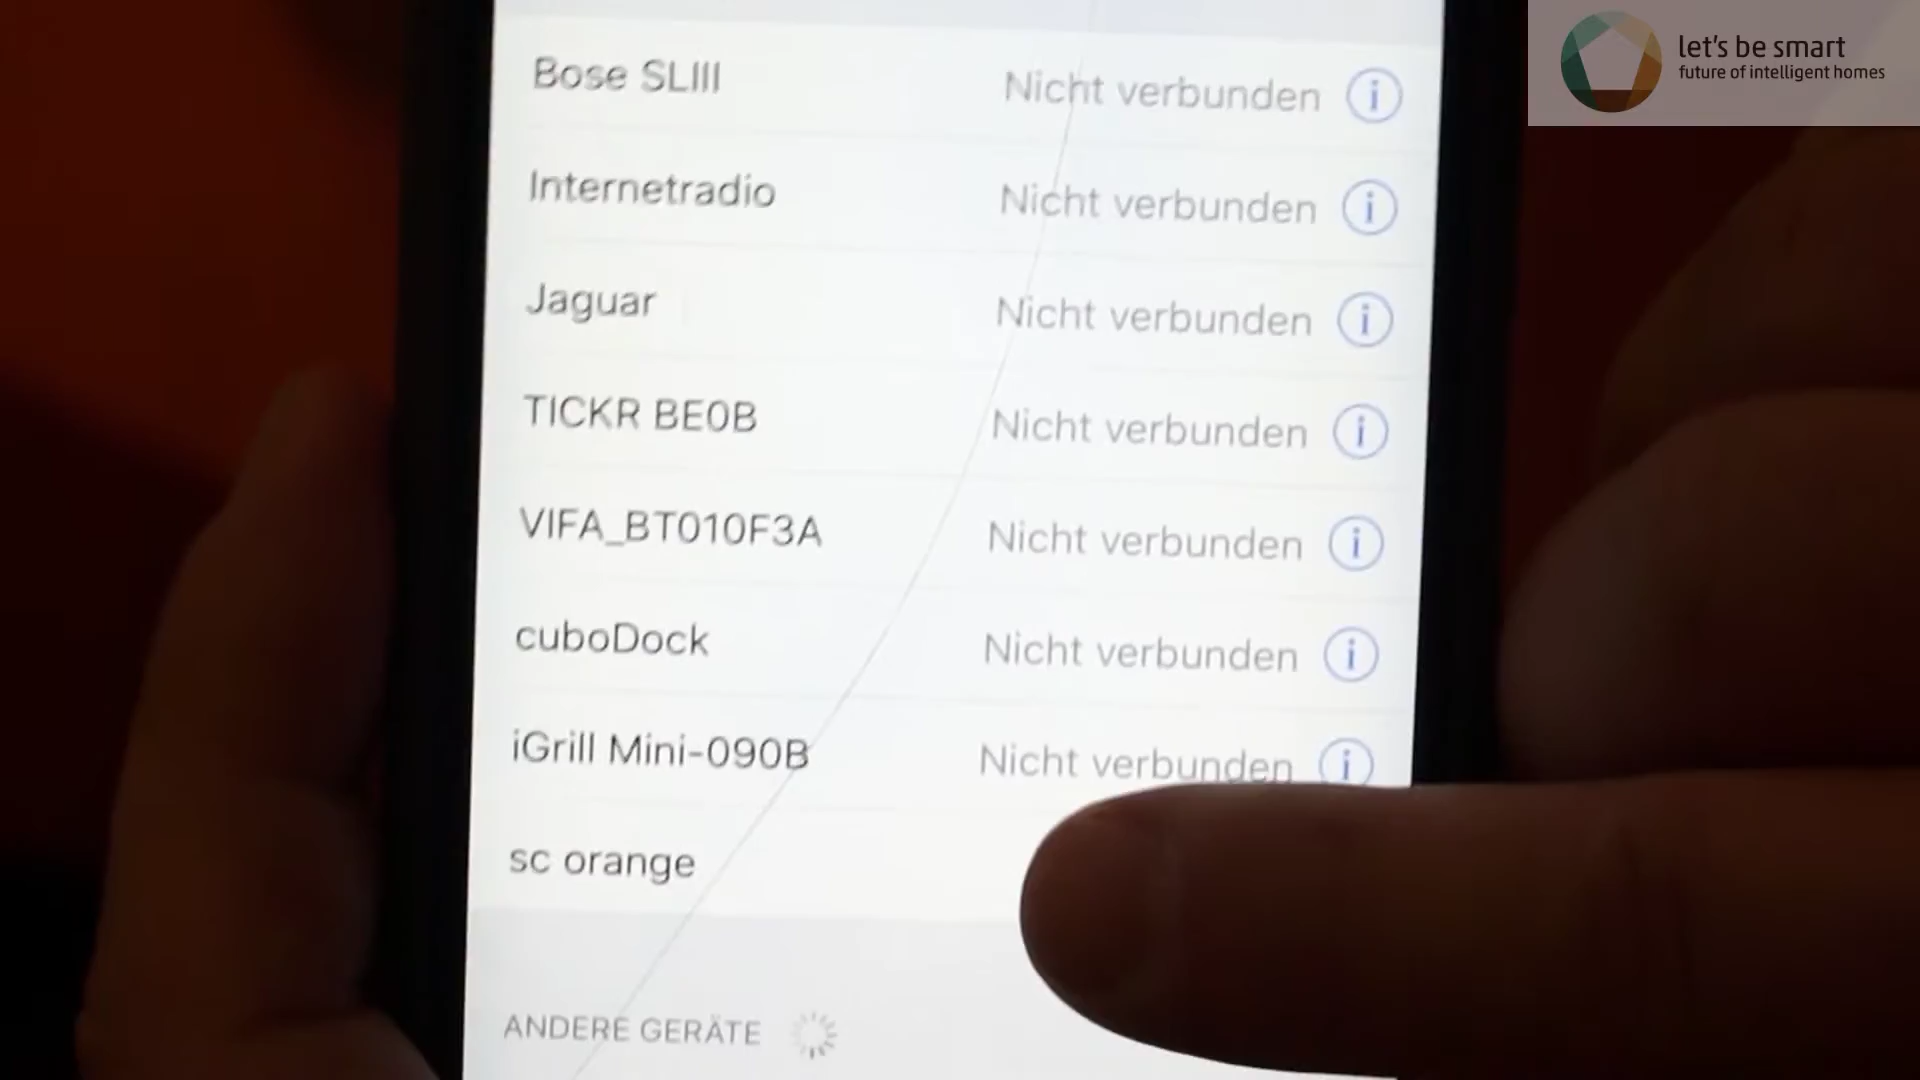 let's be smart
future of intelligent homes
Bose SLIII Nicht verbunden
Internetradio Nicht verbunden
Jaguar Nicht verbunden
TICKR BE0B Nicht verbunden
VIFA_BT010F3A Nicht verbunden
cuboDock Nicht verbunden
iGrill Mini-090B Nicht verbunden
sc orange
ANDERE GERÄTE